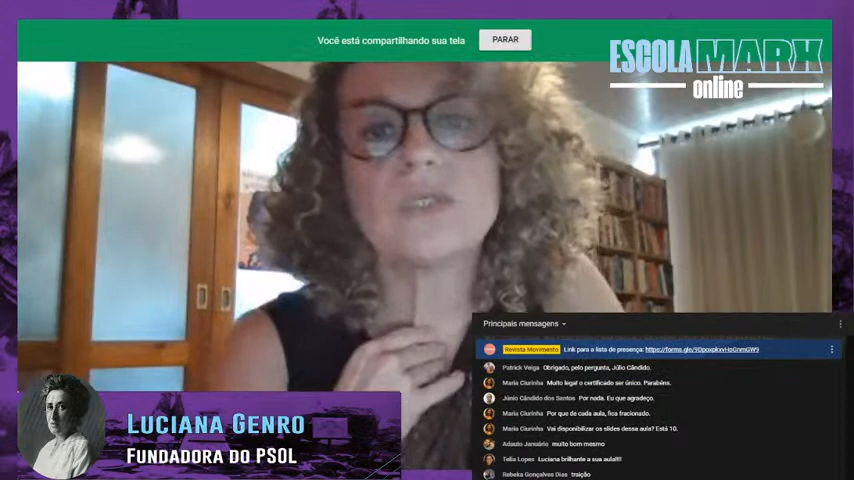 Você está compartilhando sua tela
PARAR
ESCOLA MARX
online
Principais mensagens
Revista Movimento Link para a lista de presença:
Patrick Veiga Obrigado, pelo pergunta, Júlio Cândido.
Maria Ciurinha Muito legal o certificado ser único. Parabéns.
Júnio Cândido dos Santos Por nada. Eu que agradeço.
Maria Ciurinha Por que de cada aula, fica fracionado.
Maria Ciurinha Vai disponibilizar os slides dessa aula? Está 10.
Adauto Januário muito bom mesmo
Telia Lopes Luciana brilhante a sua aula!!!!
Rebeka Gonçalves Dias traição
LUCIANA GENRO
FUNDADORA DO PSOL